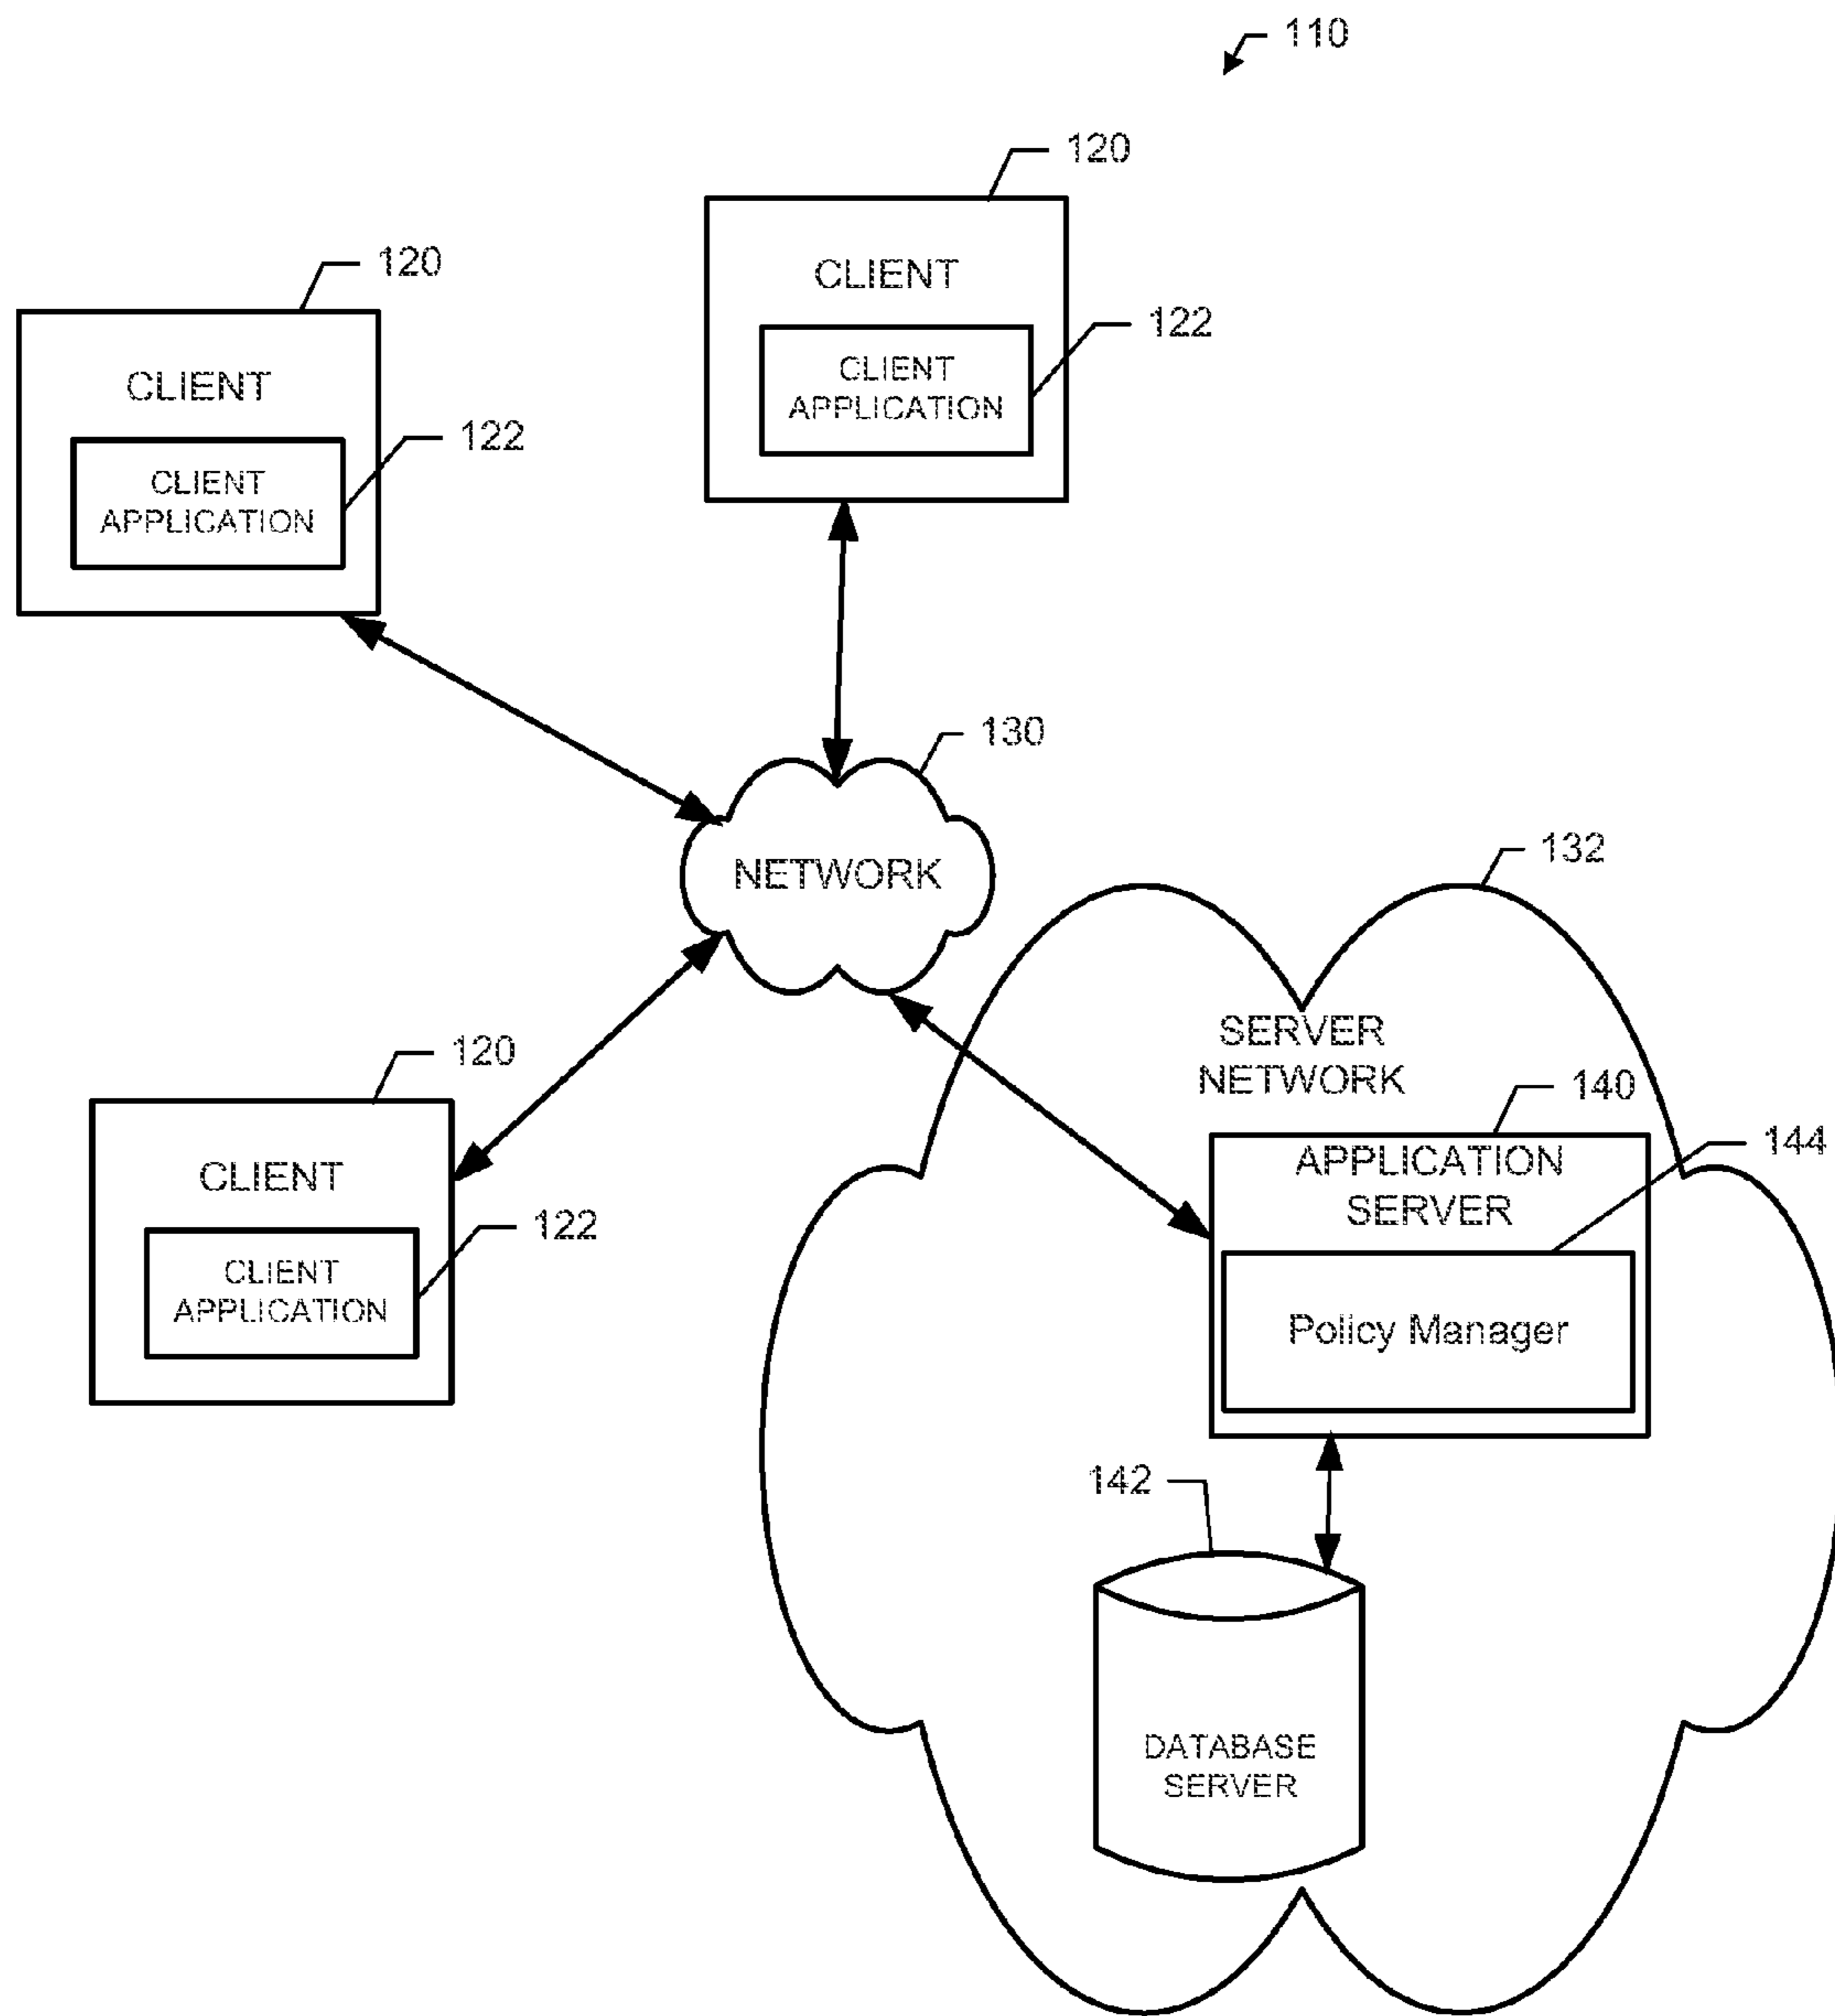 110
120
CLIENT
122
CLIENT
APPLICATION
120
CLIENT
122
CLIENT
APPLICATION
130
NETWORK
132
SERVER
NETWORK
120
CLIENT
122
CLIENT
APPLICATION
140
APPLICATION
SERVER
144
Policy Manager
142
DATABASE
SERVER